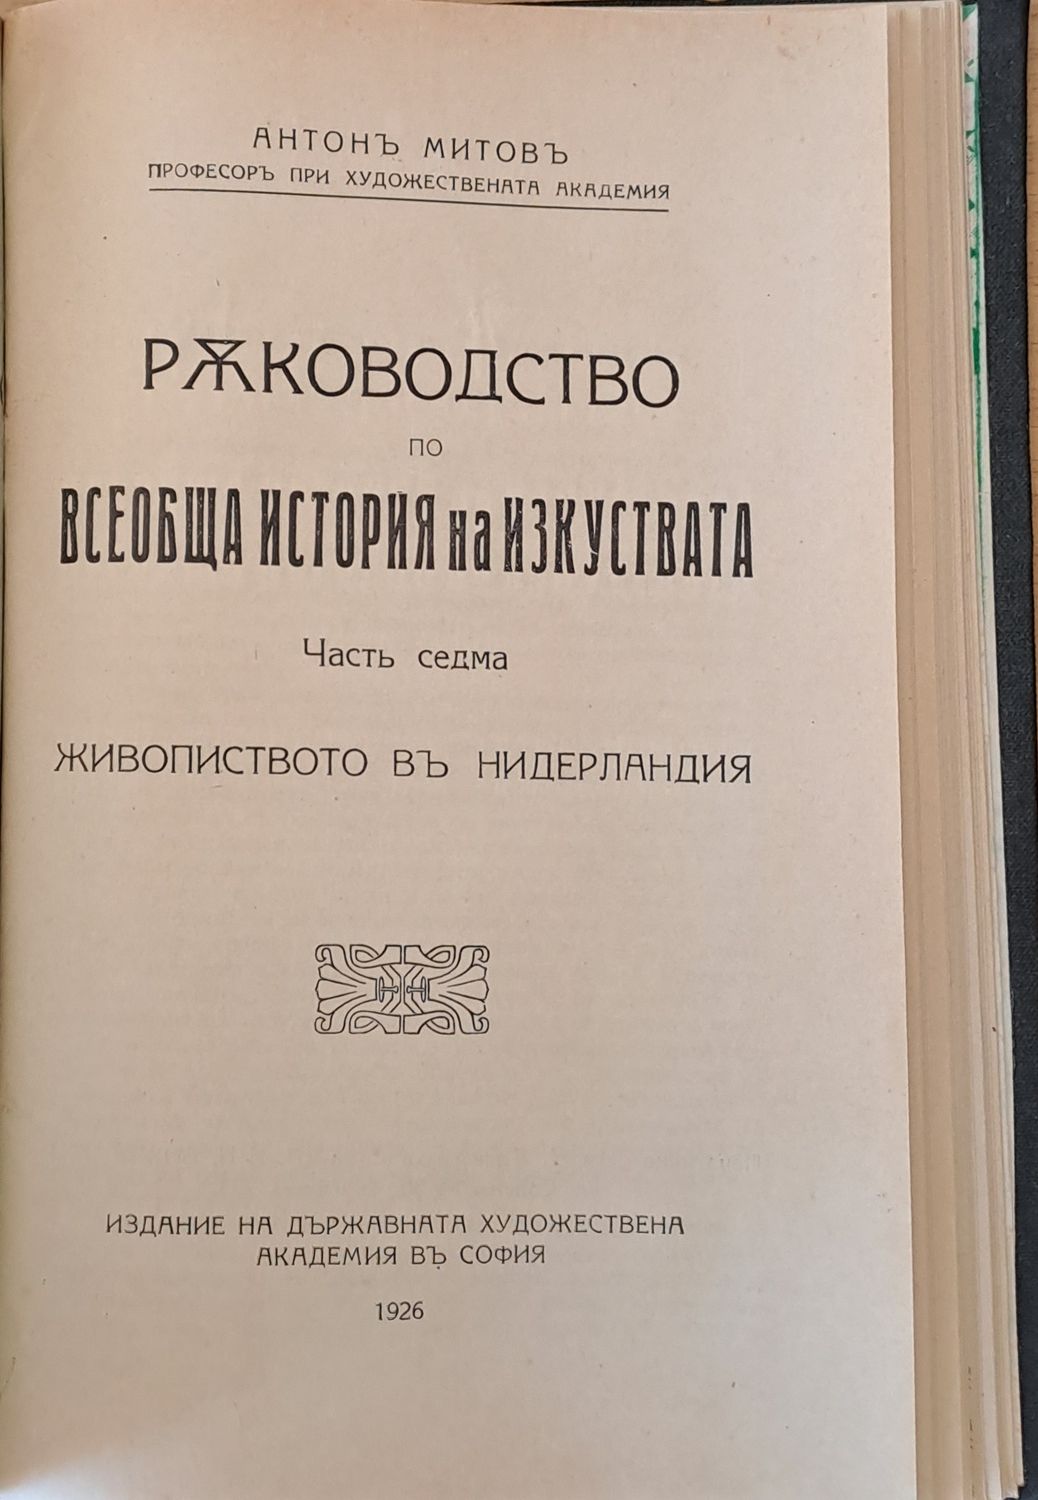 АНТОНЪ МИТОВЪ
ПРОФЕСОРЪ ПРИ ХУДОЖЕСТВЕНАТА АКАДЕМИЯ
РѪКОВОДСТВО
ПО
ВСЕОБЩА ИСТОРИЯ на ИЗКУСТВАТА
Часть седма
ЖИВОПИСТВОТО ВЪ НИДЕРЛАНДИЯ
ИЗДАНИЕ НА ДЪРЖАВНАТА ХУДОЖЕСТВЕНА
АКАДЕМИЯ ВЪ СОФИЯ
1926